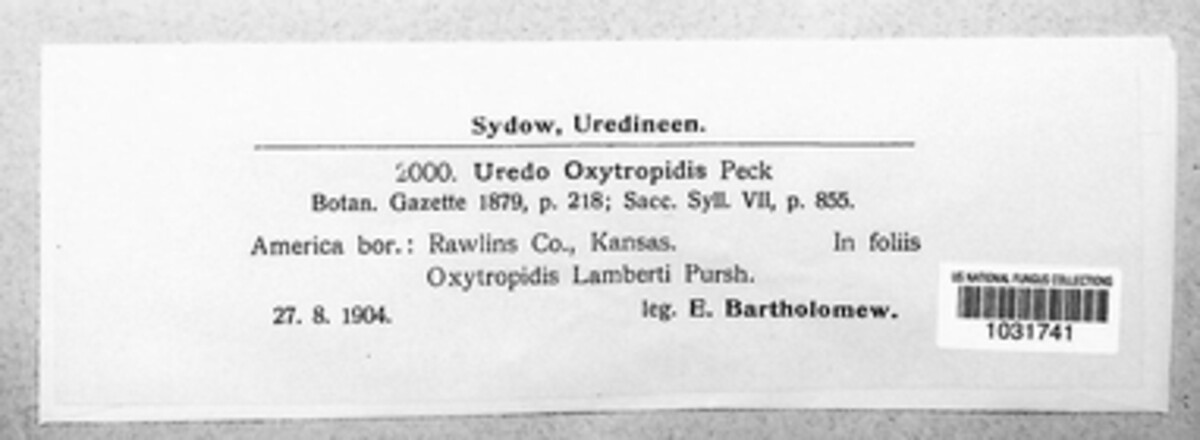 Sydow, Uredineen.
2000. Uredo Oxytropidis Peck
Botan. Gazette 1879, p. 218; Sacc. Syll. VII, p. 855.
America bor.: Rawlins Co., Kansas. In foliis
Oxytropidis Lamberti Pursh.
27. 8. 1904. leg. E. Bartholomew.
US NATIONAL FUNGUS COLLECTIONS
1031741